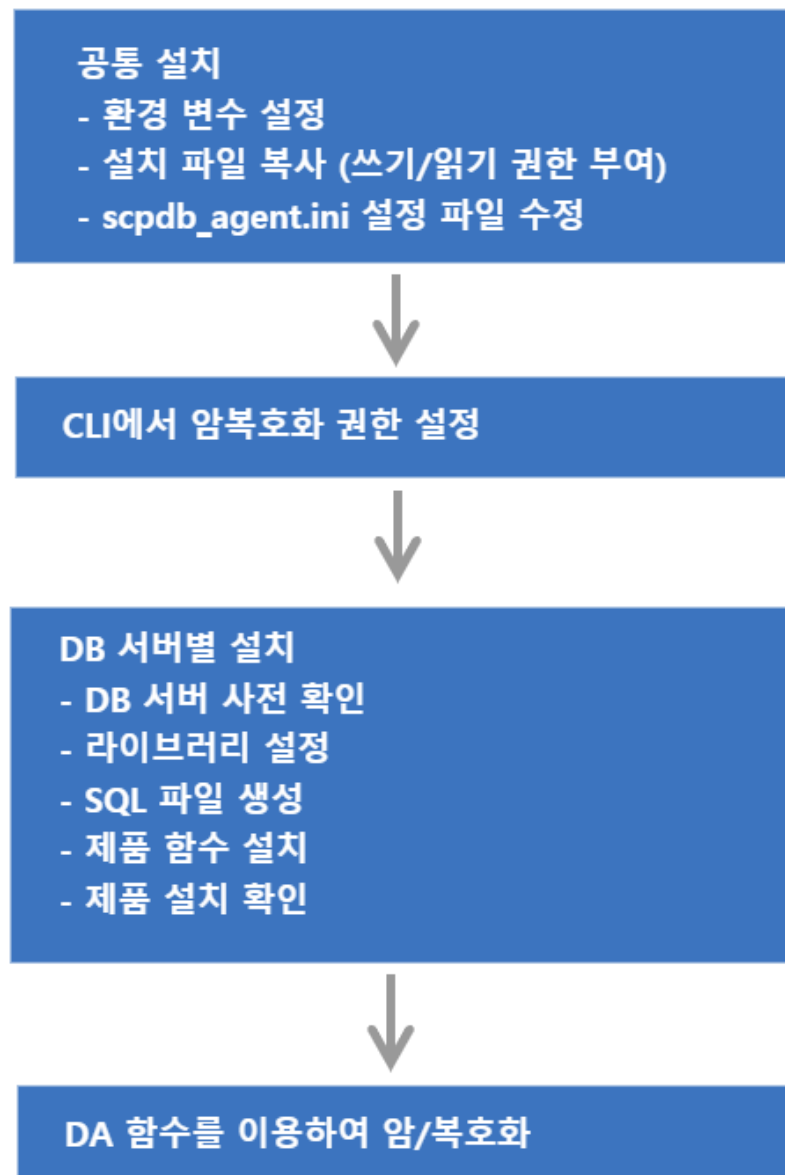 공통 설치
- 환경 변수 설정
- 설치 파일 복사 (쓰기/읽기 권한 부여)
- scpdb_agent.ini 설정 파일 수정
CLI에서 암복호화 권한 설정
DB 서버별 설치
- DB 서버 사전 확인
- 라이브러리 설정
- SQL 파일 생성
- 제품 함수 설치
- 제품 설치 확인
DA 함수를 이용하여 암/복호화